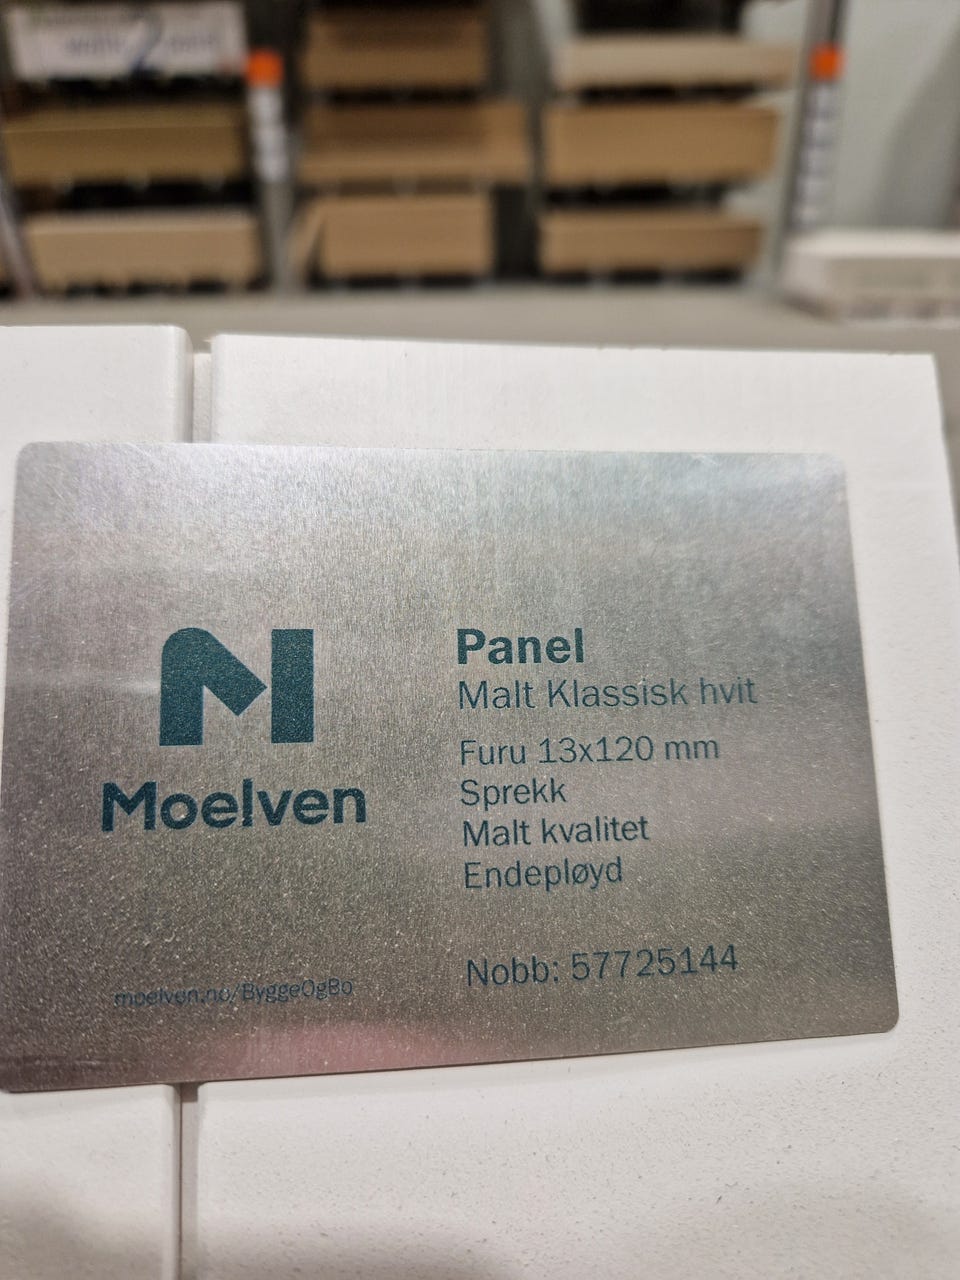 Panel
Malt Klassisk hvit
Furu 13x120 mm
Sprekk
Malt kvalitet
Endepløyd
Nobb: 57725144
Moelven
moelven.no/ByggeOgBo